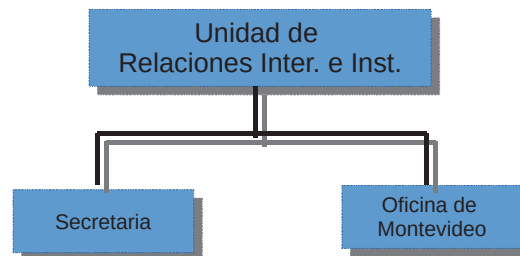 Unidad de
Relaciones Inter. e Inst.
Secretaria
Oficina de
Montevideo